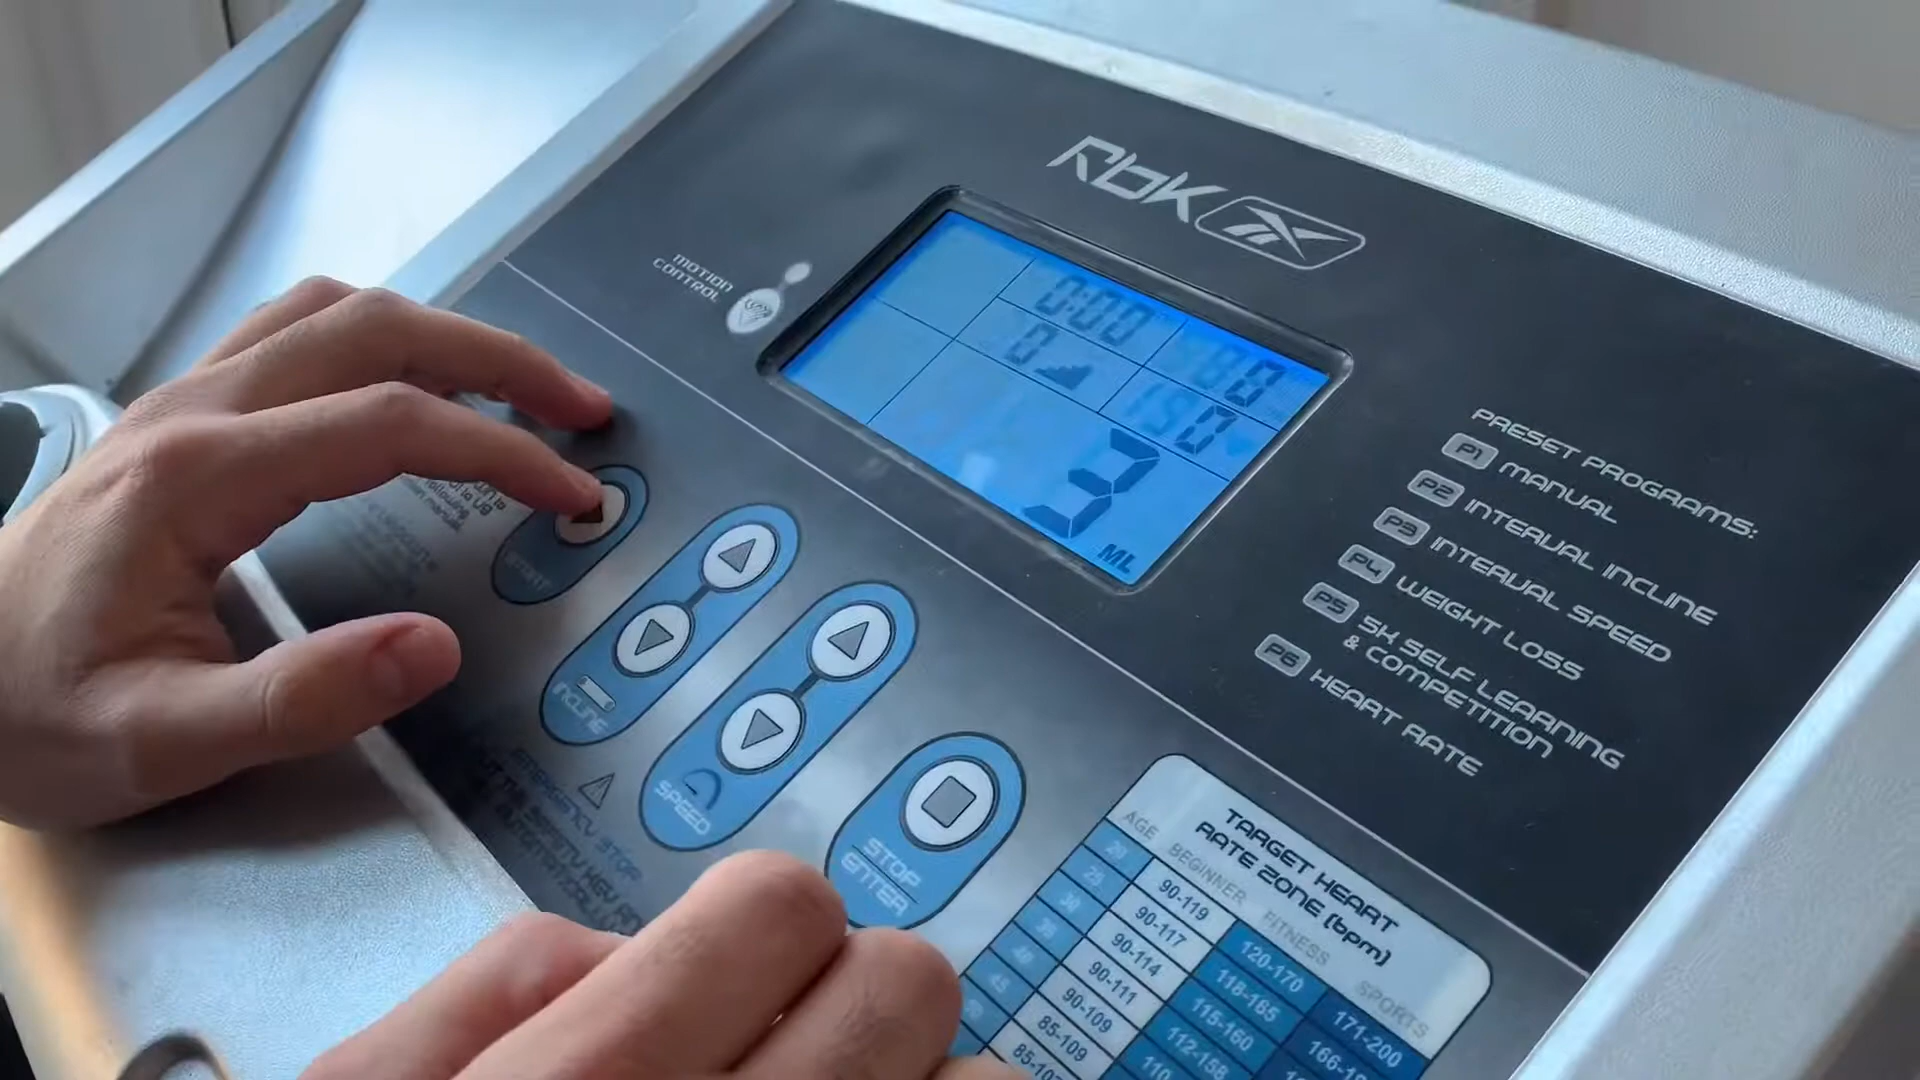 Rbk
MOTION
CONTROL
0:00
0
0
0
3
ML
PRESET PROGRAMS:
P1 MANUAL
P2 INTERVAL INCLINE
P3 INTERVAL SPEED
P4 WEIGHT LOSS
P5 5K SELF LEARNING
& COMPETITION
P6 HEART RATE
START
INCLINE
SPEED
STOP
ENTER
EMERGENCY STOP
TARGET HEART
RATE ZONE (bpm)
AGE BEGINNER FITNESS SPORTS
20 90-119 120-170 171-200
25 90-117 118-165
30 90-114 115-160
35 90-111 112-158
40 90-109 110
45 85-109